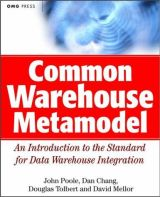 OMG PRESS
Common
Warehouse
Metamodel
An Introduction to the Standard
for Data Warehouse Integration
John Poole, Dan Chang,
Douglas Tolbert and David Mellor